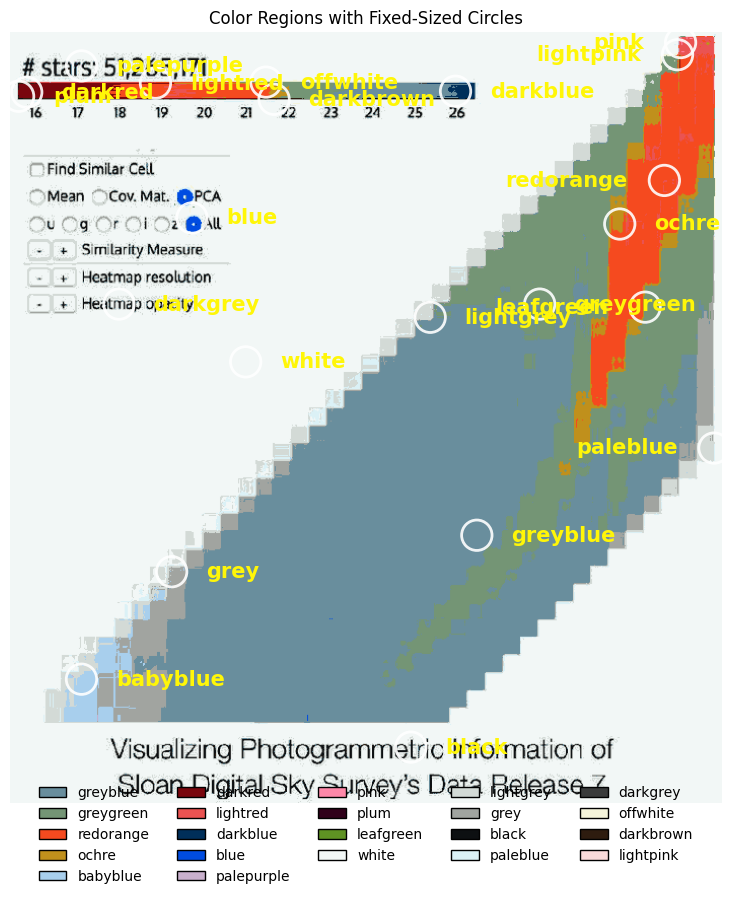 Color Regions with Fixed-Sized Circles
pink
lightpink
# stars: 51,265,171
palepurple
lightred
offwhite
darkred
plum
darkbrown
darkblue
16 17 18 19 20 21 22 23 24 25 26
Find Similar Cell
redorange
Mean Cov. Mat. PCA
blue
ochre
u g r i z All
- + Similarity Measure
- + Heatmap resolution
- + Heatmap opacity
darkgrey
leafgreen
greygreen
lightgrey
white
paleblue
greyblue
grey
babyblue
black
Visualizing Photogrammetric Information of
Sloan Digital Sky Survey's Data Release 7
greyblue darkred pink lightgrey darkgrey
greygreen lightred plum grey offwhite
redorange darkblue leafgreen black darkbrown
ochre blue white paleblue lightpink
babyblue palepurple